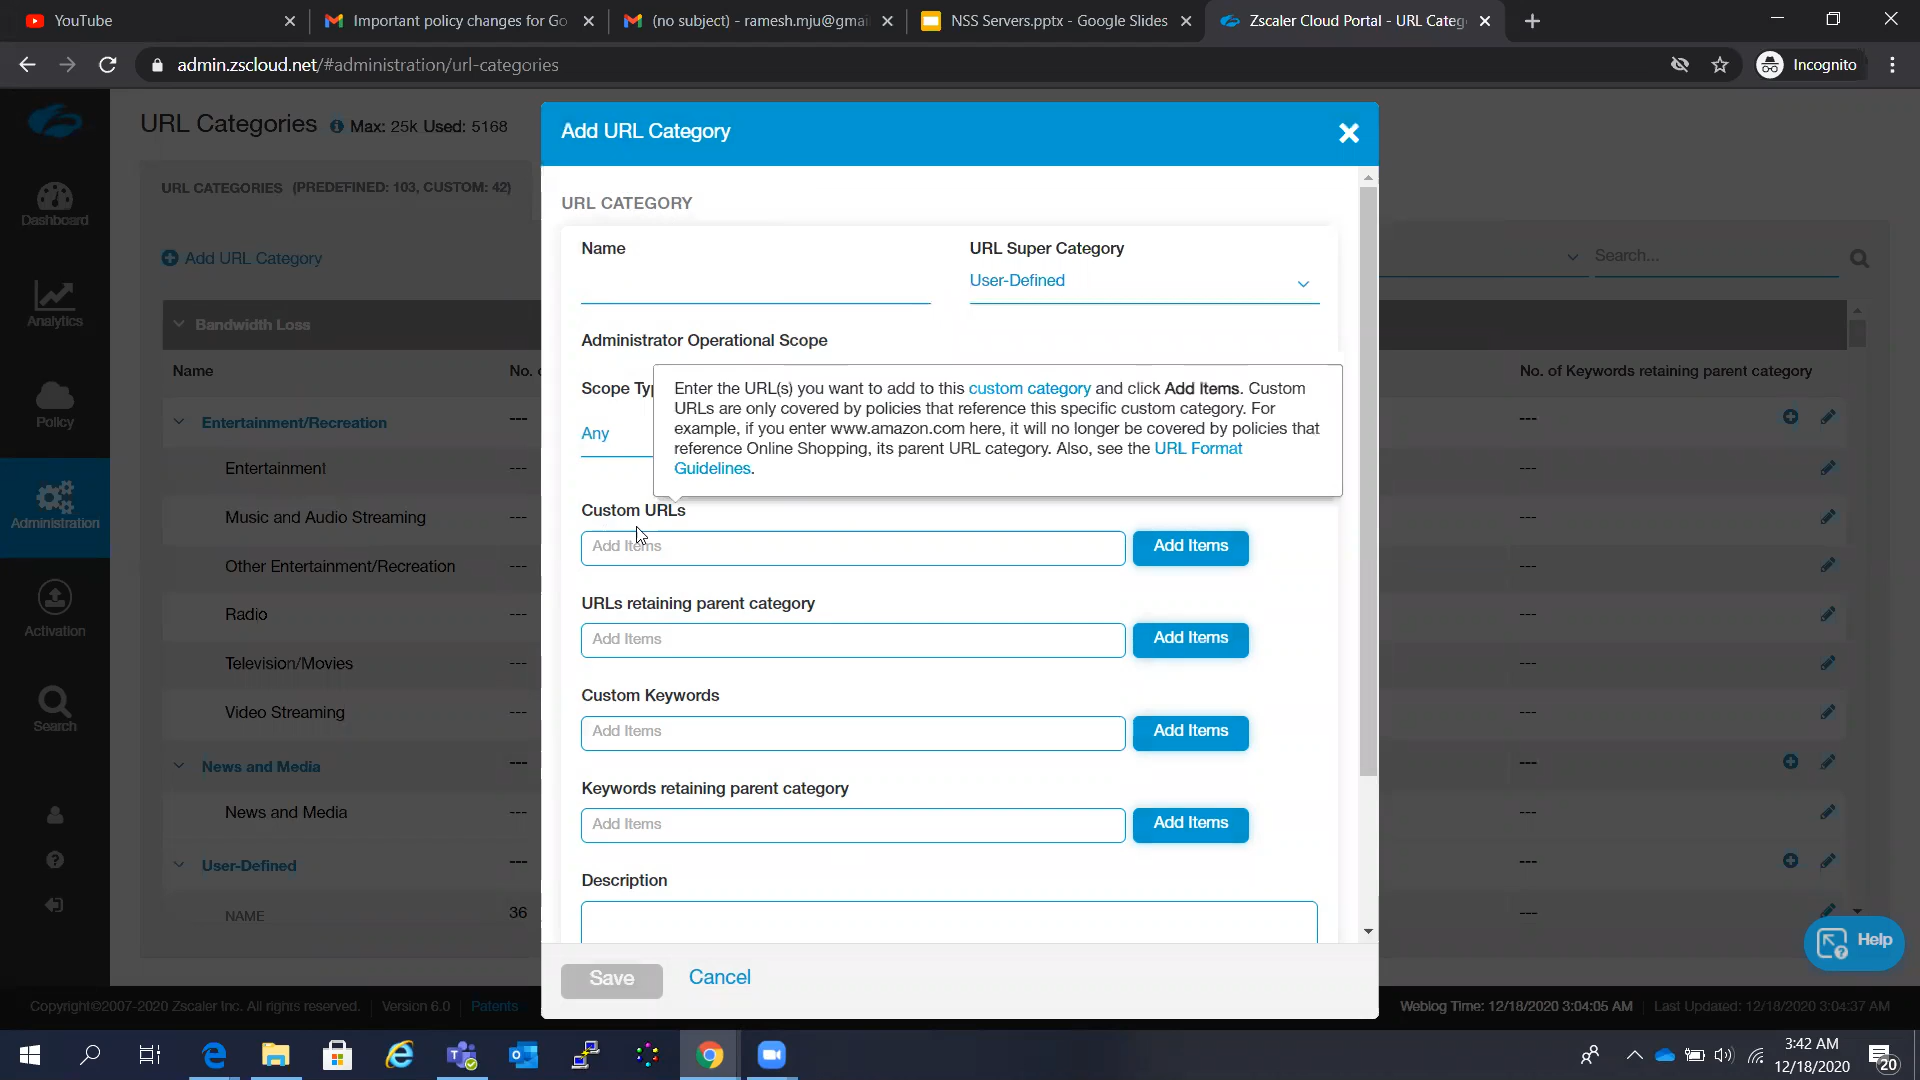 YouTube
Important policy changes for Go
(no subject) - ramesh.mju@gmai
NSS Servers.pptx - Google Slides
Zscaler Cloud Portal - URL Categ
admin.zscloud.net/#administration/url-categories
Incognito
URL Categories
Max: 25k Used: 5168
URL CATEGORIES (PREDEFINED: 103, CUSTOM: 42)
Add URL Category
Search...
Bandwidth Loss
Name
No. o
No. of Keywords retaining parent category
Entertainment/Recreation
---
---
Entertainment
---
---
Music and Audio Streaming
---
---
Other Entertainment/Recreation
---
---
Radio
---
---
Television/Movies
---
---
Video Streaming
---
---
News and Media
---
---
News and Media
---
---
User-Defined
---
---
NAME
36
---
Dashboard
Analytics
Policy
Administration
Activation
Search
Add URL Category
URL CATEGORY
Name
URL Super Category
User-Defined
Administrator Operational Scope
Scope Typ
Any
Enter the URL(s) you want to add to this custom category and click Add Items. Custom
URLs are only covered by policies that reference this specific custom category. For
example, if you enter www.amazon.com here, it will no longer be covered by policies that
reference Online Shopping, its parent URL category. Also, see the URL Format
Guidelines.
Custom URLs
Add Items
Add Items
URLs retaining parent category
Add Items
Add Items
Custom Keywords
Add Items
Add Items
Keywords retaining parent category
Add Items
Add Items
Description
Save
Cancel
Help
Copyright©2007-2020 Zscaler Inc. All rights reserved.
Version 6.0
Patents
Weblog Time: 12/18/2020 3:04:05 AM
Last Updated: 12/18/2020 3:04:37 AM
3:42 AM
12/18/2020
20